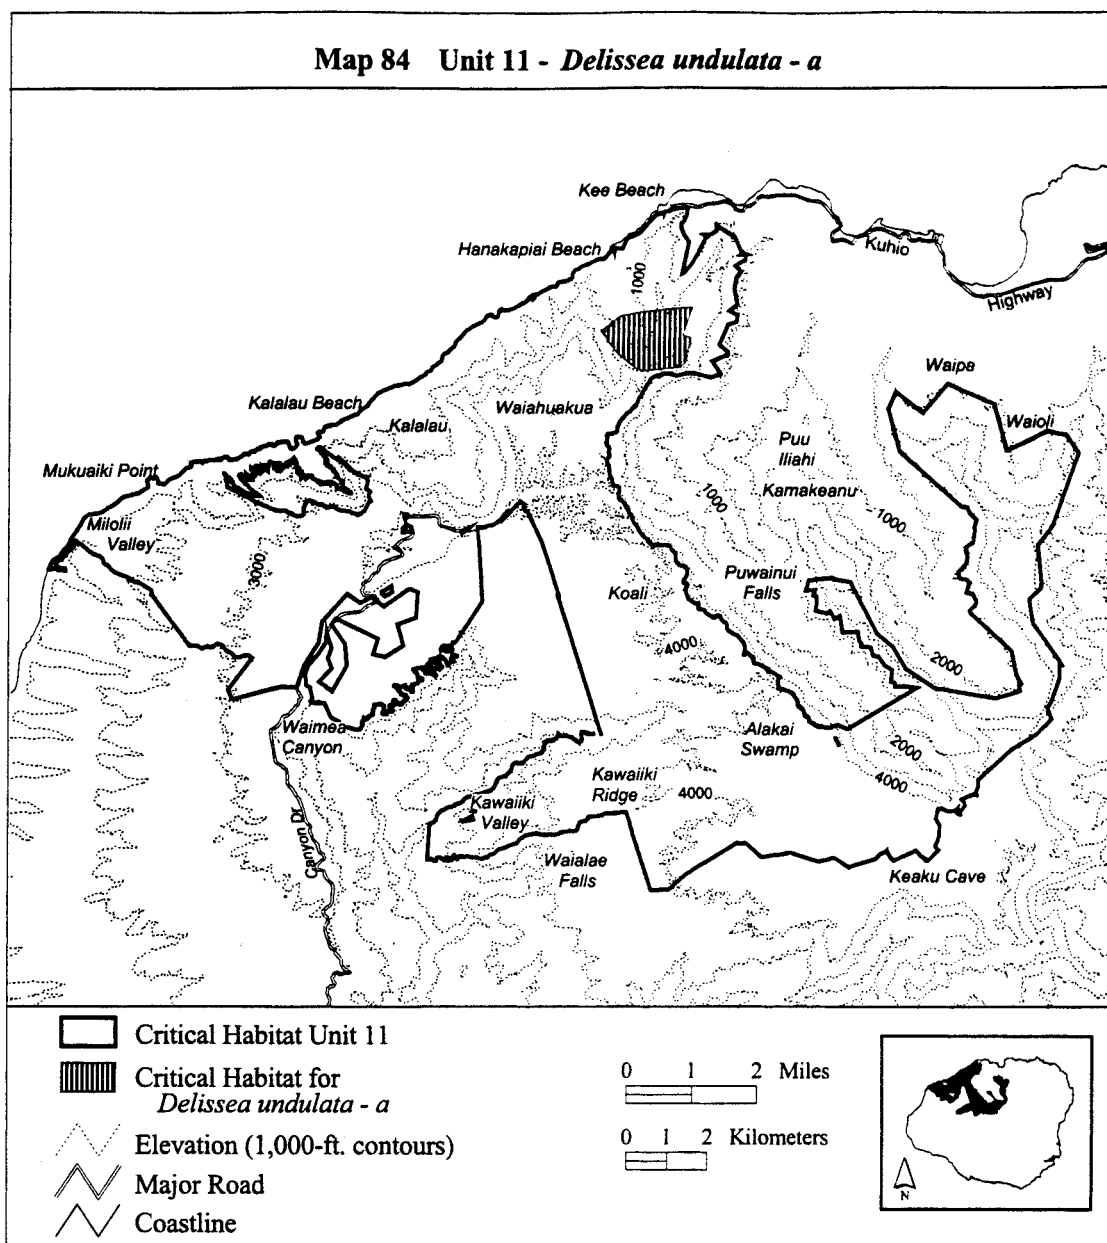 Map 84 Unit 11 - Delissea undulata - a
Kee Beach
Hanakapiai Beach
Kuhio
Highway
1000
Waipa
Kalalau Beach
Waiahuakua
Kalalau
Waioli
Puu
Iliahi
Mukuaiki Point
Kamakeanu
1000
1000
Milolii
Valley
3000
Puwainui
Falls
Koali
4000
2000
Waimea
Canyon
Alakai
Swamp
2000
4000
Kawaiiki
Ridge
4000
Kawaiiki
Valley
Canyon Dr
Waialae
Falls
Keaku Cave
Critical Habitat Unit 11
Critical Habitat for
Delissea undulata - a
Elevation (1,000-ft. contours)
Major Road
Coastline
0 1 2 Miles
0 1 2 Kilometers
N